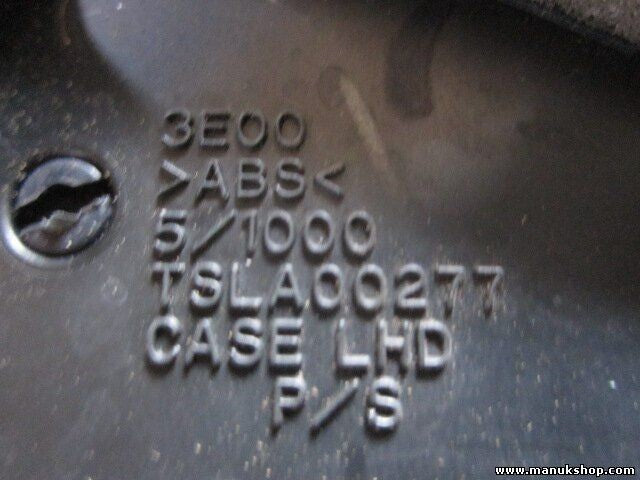 3E00
>ABS<
5/1000
TSLA00277
CASE LHD
P/S
www.manukshop.com